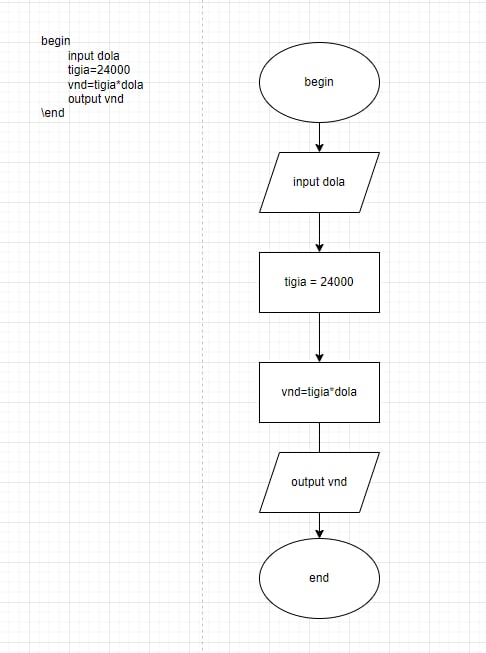 begin
input dola
tigia=24000
vnd=tigia*dola
output vnd
\end
begin
input dola
tigia = 24000
vnd=tigia*dola
output vnd
end